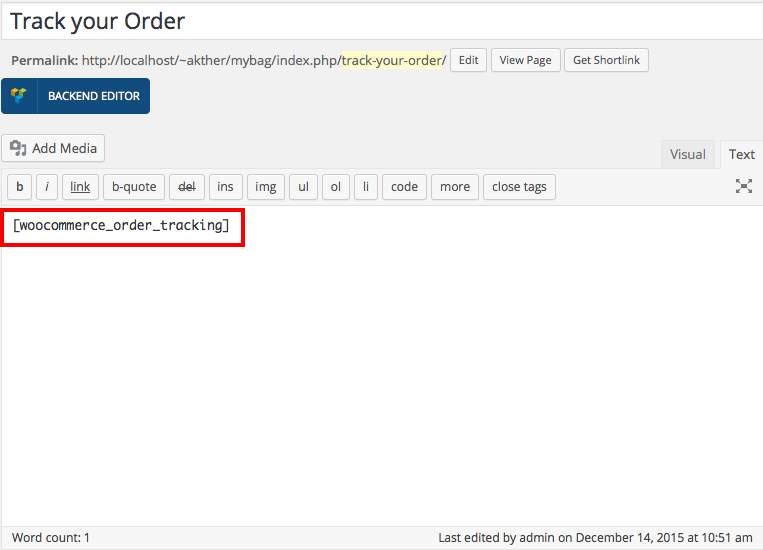 Track your Order
Permalink: http://localhost/~akther/mybag/index.php/track-your-order/ Edit View Page Get Shortlink
BACKEND EDITOR
Add Media
Visual Text
b i link b-quote del ins img ul ol li code more close tags
[woocommerce_order_tracking]
Word count: 1 Last edited by admin on December 14, 2015 at 10:51 am